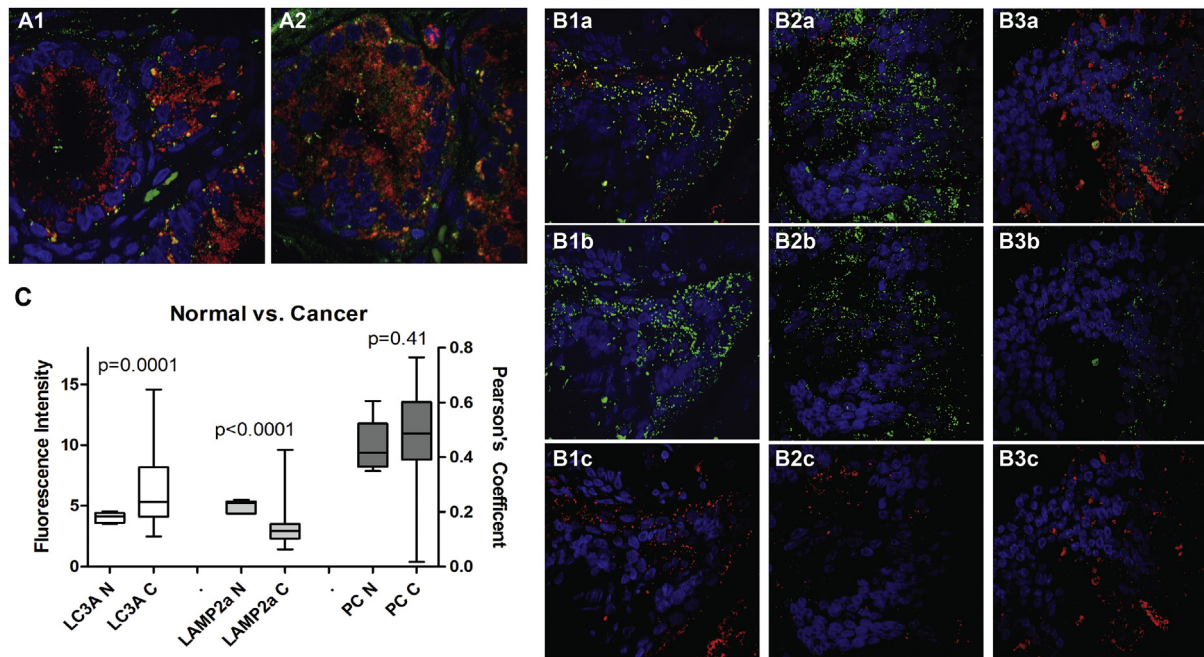 A1
A2
B1a
B2a
B3a
B1b
B2b
B3b
B1c
B2c
B3c
C
Normal vs. Cancer
p=0.0001
p<0.0001
p=0.41
Fluorescence Intensity
15
10
5
0
Pearson's Coefficent
0.8
0.6
0.4
0.2
0.0
LC3A N
LC3A C
.
LAMP2a N
LAMP2a C
.
PC N
PC C